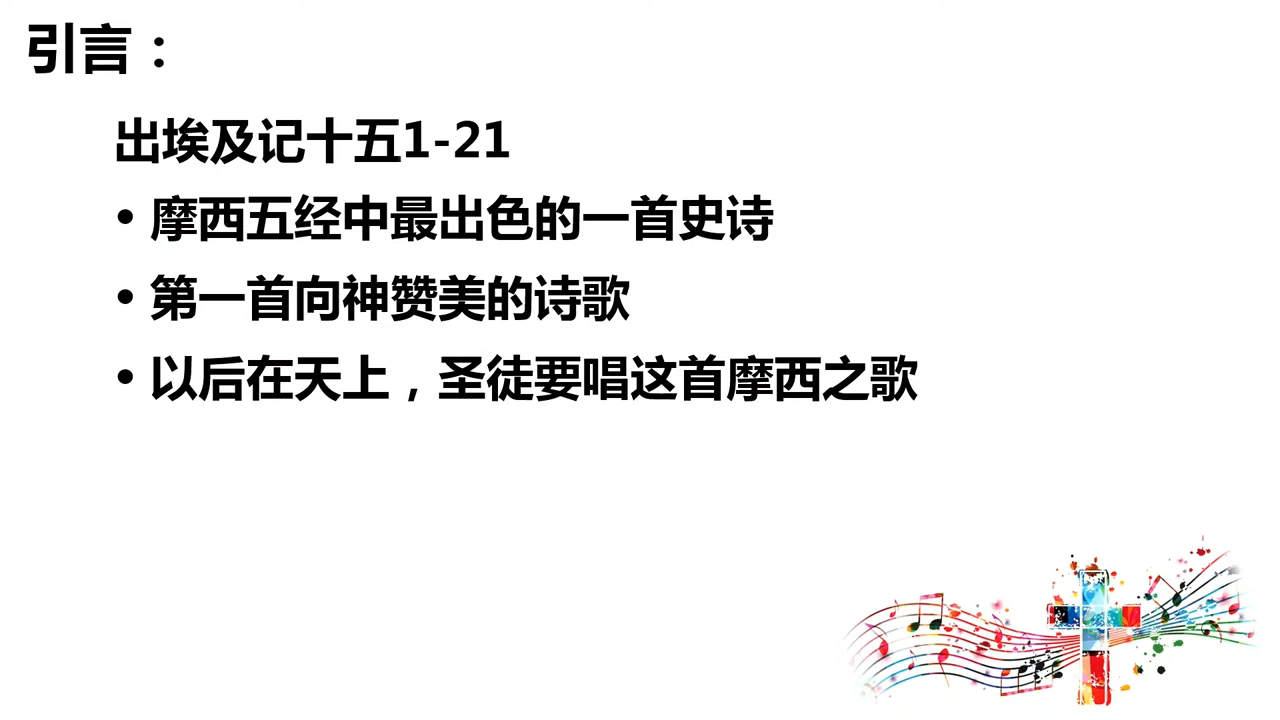 引言：
出埃及记十五1-21
• 摩西五经中最出色的一首史诗
• 第一首向神赞美的诗歌
• 以后在天上，圣徒要唱这首摩西之歌